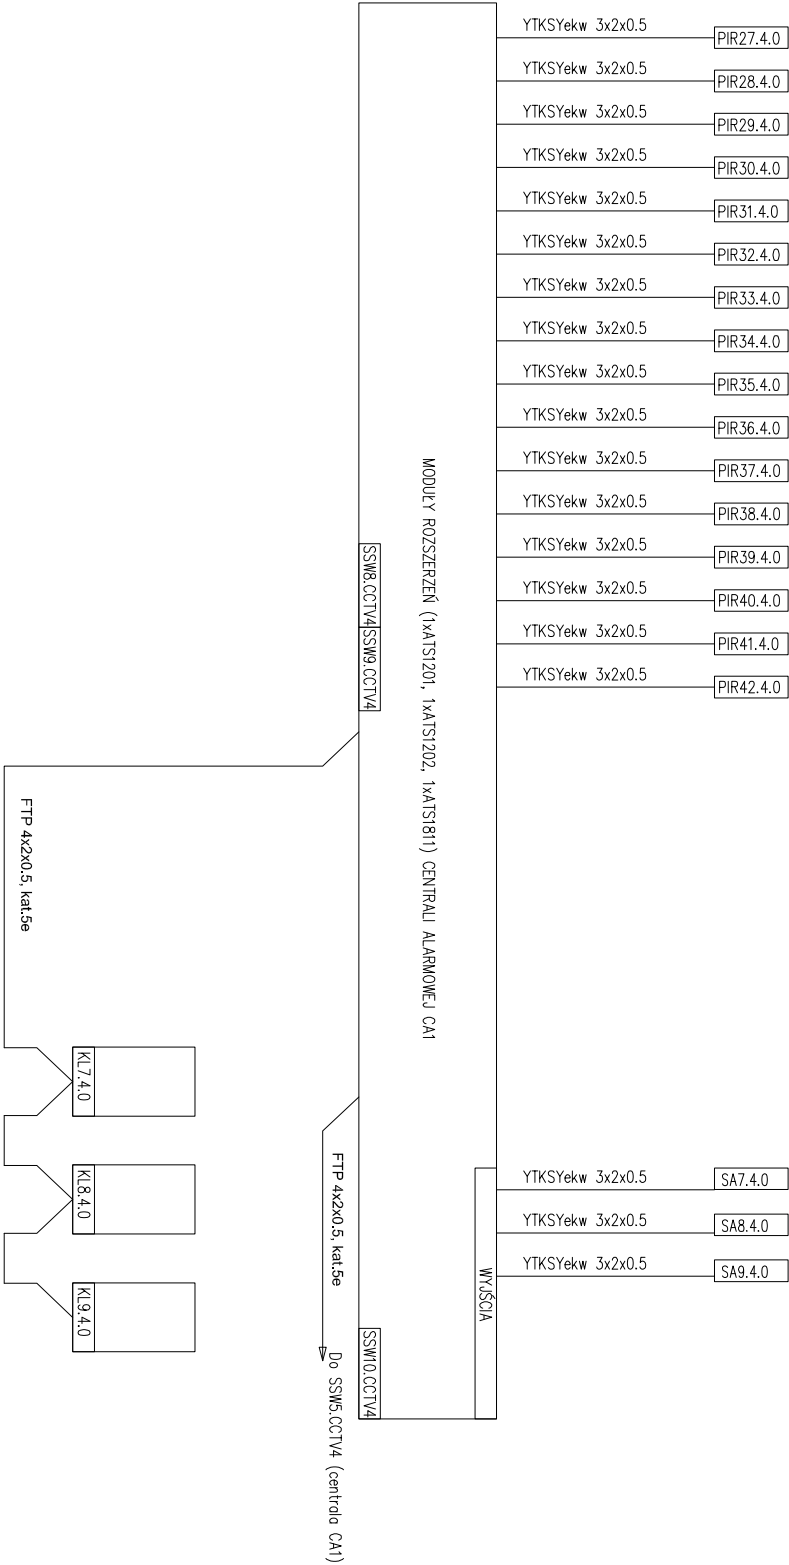 YTKSYekw 3x2x0.5
PIR27.4.0
YTKSYekw 3x2x0.5
PIR28.4.0
YTKSYekw 3x2x0.5
PIR29.4.0
YTKSYekw 3x2x0.5
PIR30.4.0
YTKSYekw 3x2x0.5
PIR31.4.0
YTKSYekw 3x2x0.5
PIR32.4.0
YTKSYekw 3x2x0.5
PIR33.4.0
YTKSYekw 3x2x0.5
PIR34.4.0
YTKSYekw 3x2x0.5
PIR35.4.0
YTKSYekw 3x2x0.5
PIR36.4.0
YTKSYekw 3x2x0.5
PIR37.4.0
YTKSYekw 3x2x0.5
PIR38.4.0
YTKSYekw 3x2x0.5
PIR39.4.0
YTKSYekw 3x2x0.5
PIR40.4.0
YTKSYekw 3x2x0.5
PIR41.4.0
YTKSYekw 3x2x0.5
PIR42.4.0
MODUŁY ROZSZERZEŃ (1xATS1201, 1xATS1202, 1xATS1811) CENTRALI ALARMOWEJ CA1
SSW8.CCTV4
SSW9.CCTV4
FTP 4x2x0.5, kat.5e
KL7.4.0
KL8.4.0
KL9.4.0
FTP 4x2x0.5, kat.5e
Do SSW5.CCTV4 (centrala CA1)
SSW10.CCTV4
WYJŚCIA
YTKSYekw 3x2x0.5
SA7.4.0
YTKSYekw 3x2x0.5
SA8.4.0
YTKSYekw 3x2x0.5
SA9.4.0